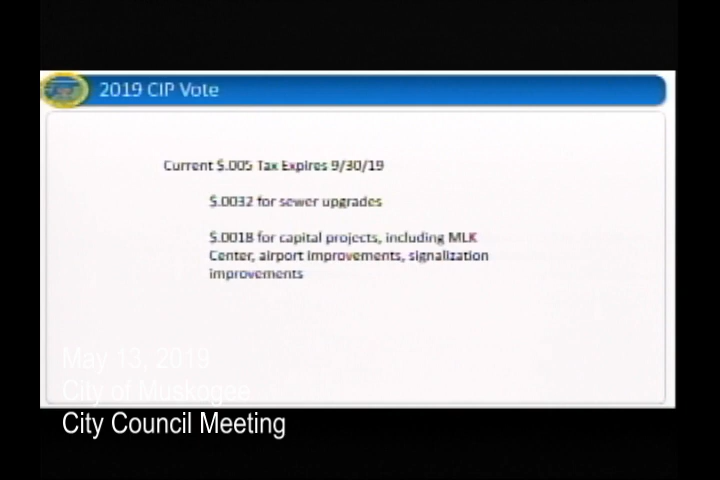 2019 CIP Vote
Current $.005 Tax Expires 9/30/19
$.0032 for sewer upgrades
$.0018 for capital projects, including MLK
Center, airport improvements, signalization
improvements
May 13, 2019
City of Muskogee
City Council Meeting